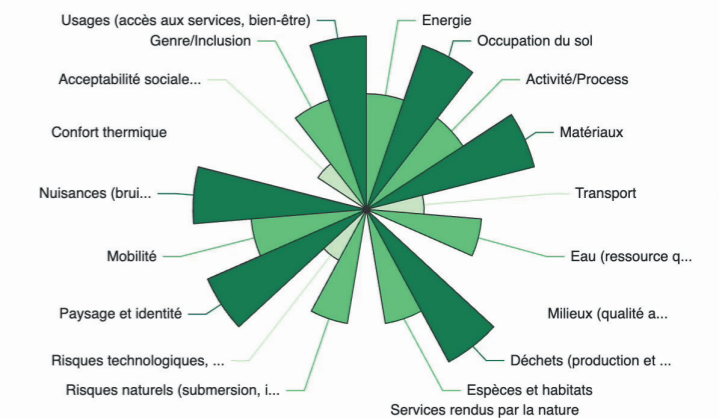 Usages (accès aux services, bien-être)
Energie
Genre/Inclusion
Occupation du sol
Acceptabilité sociale...
Activité/Process
Confort thermique
Matériaux
Nuisances (brui...
Transport
Mobilité
Eau (ressource q...
Paysage et identité
Milieux (qualité a...
Risques technologiques, ...
Déchets (production et ...
Risques naturels (submersion, i...
Espèces et habitats
Services rendus par la nature